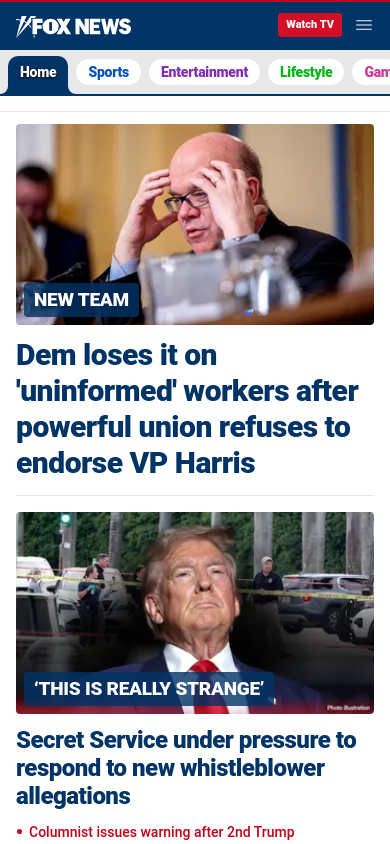 FOX NEWS
Watch TV
Home
Sports
Entertainment
Lifestyle
Gam
NEW TEAM
Dem loses it on
'uninformed' workers after
powerful union refuses to
endorse VP Harris
‘THIS IS REALLY STRANGE’
Photo illustration
Secret Service under pressure to
respond to new whistleblower
allegations
• Columnist issues warning after 2nd Trump